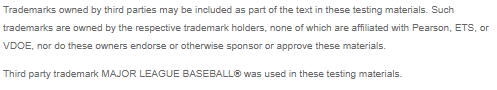 Trademarks owned by third parties may be included as part of the text in these testing materials. Such
trademarks are owned by the respective trademark holders, none of which are affiliated with Pearson, ETS, or
VDOE, nor do these owners endorse or otherwise sponsor or approve these materials.
Third party trademark MAJOR LEAGUE BASEBALL® was used in these testing materials.